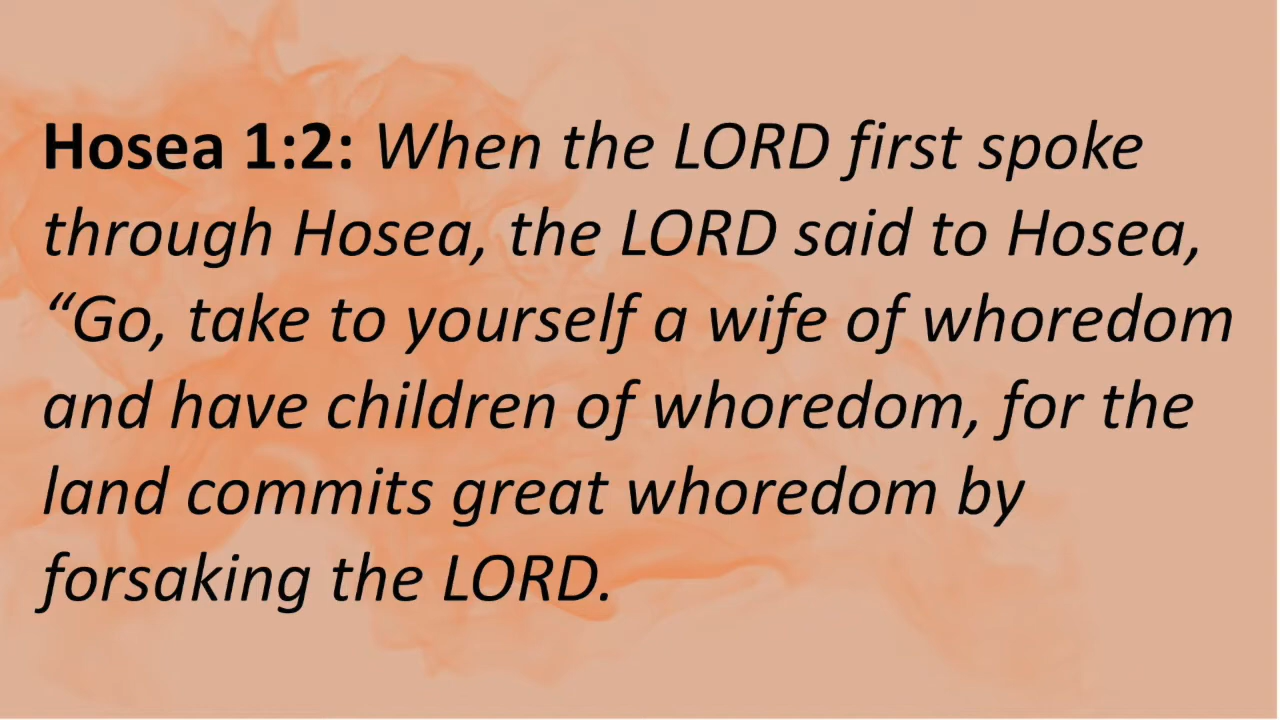 Hosea 1:2: When the LORD first spoke
through Hosea, the LORD said to Hosea,
“Go, take to yourself a wife of whoredom
and have children of whoredom, for the
land commits great whoredom by
forsaking the LORD.